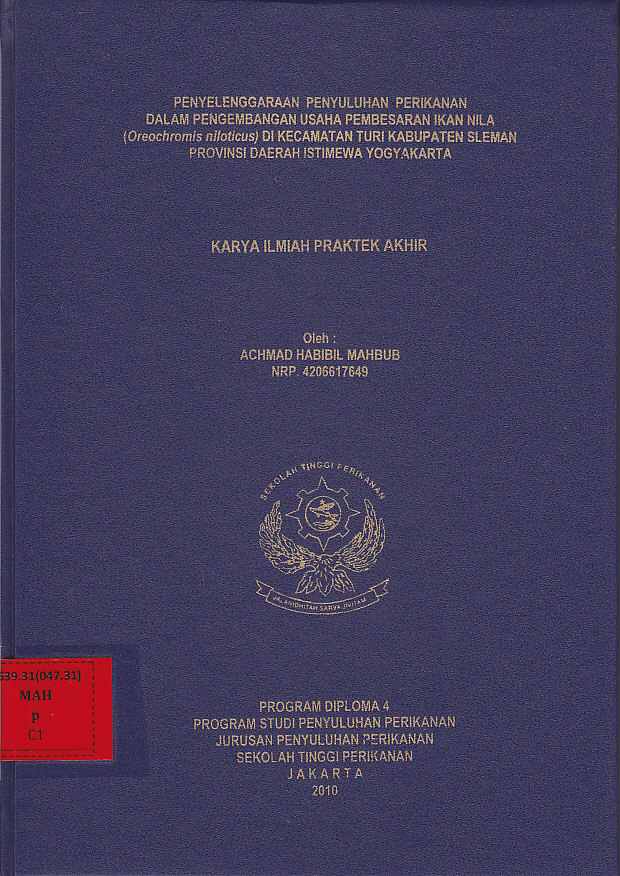 PENYELENGGARAAN PENYULUHAN PERIKANAN
DALAM PENGEMBANGAN USAHA PEMBESARAN IKAN NILA
(Oreochromis niloticus) DI KECAMATAN TURI KABUPATEN SLEMAN
PROVINSI DAERAH ISTIMEWA YOGYAKARTA
KARYA ILMIAH PRAKTEK AKHIR
Oleh :
ACHMAD HABIBIL MAHBUB
NRP. 4206617649
SEKOLAH TINGGI PERIKANAN
JALANIDHITAH SARVA JIVITAM
639.31(047.31)
MAH
p
C1
PROGRAM DIPLOMA 4
PROGRAM STUDI PENYULUHAN PERIKANAN
JURUSAN PENYULUHAN PERIKANAN
SEKOLAH TINGGI PERIKANAN
J A K A R T A
2010